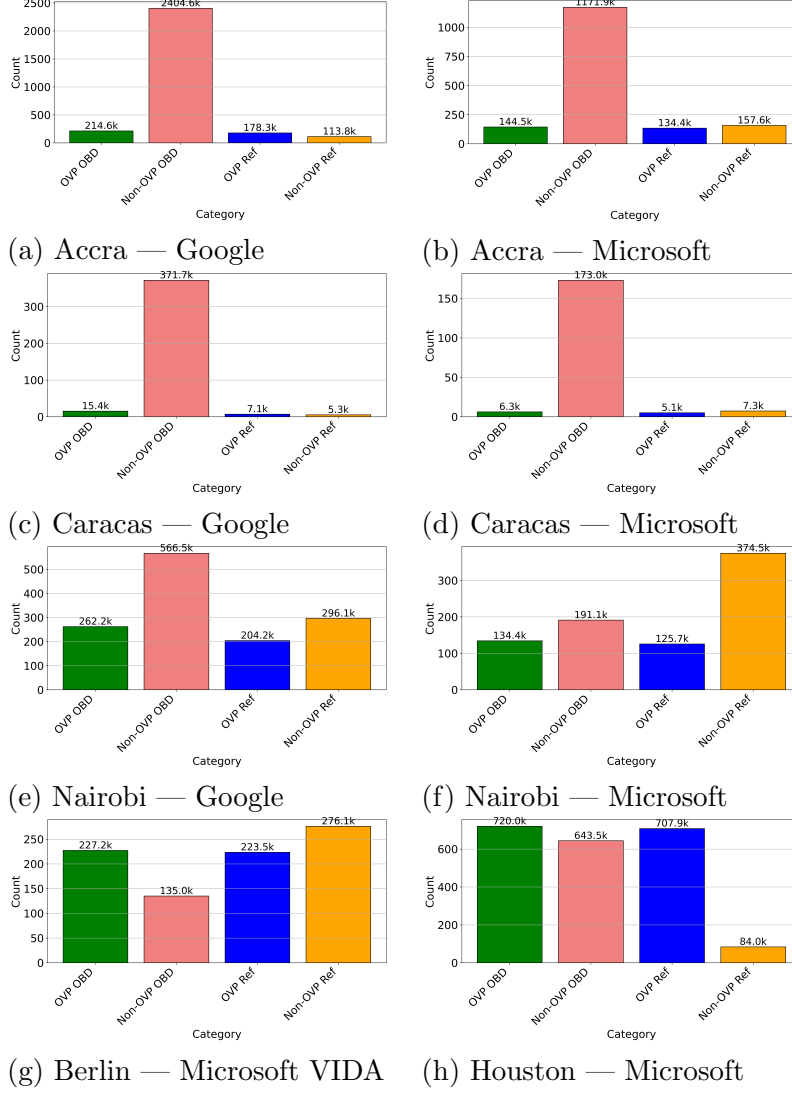 2500
2000
1500
1000
500
0
Count
2404.6k
214.6k
178.3k
113.8k
OVP OBD
Non-OVP OBD
OVP Ref
Non-OVP Ref
Category
(a) Accra — Google
1000
750
500
250
0
Count
1171.9k
144.5k
134.4k
157.6k
OVP OBD
Non-OVP OBD
OVP Ref
Non-OVP Ref
Category
(b) Accra — Microsoft
300
200
100
0
Count
15.4k
371.7k
7.1k
5.3k
OVP OBD
Non-OVP OBD
OVP Ref
Non-OVP Ref
Category
(c) Caracas — Google
150
100
50
0
Count
6.3k
173.0k
5.1k
7.3k
OVP OBD
Non-OVP OBD
OVP Ref
Non-OVP Ref
Category
(d) Caracas — Microsoft
500
400
300
200
100
0
Count
262.2k
566.5k
204.2k
296.1k
OVP OBD
Non-OVP OBD
OVP Ref
Non-OVP Ref
Category
(e) Nairobi — Google
300
200
100
0
Count
134.4k
191.1k
125.7k
374.5k
OVP OBD
Non-OVP OBD
OVP Ref
Non-OVP Ref
Category
(f) Nairobi — Microsoft
250
200
150
100
50
0
Count
227.2k
135.0k
223.5k
276.1k
OVP OBD
Non-OVP OBD
OVP Ref
Non-OVP Ref
Category
(g) Berlin — Microsoft VIDA
600
400
200
0
Count
720.0k
643.5k
707.9k
84.0k
OVP OBD
Non-OVP OBD
OVP Ref
Non-OVP Ref
Category
(h) Houston — Microsoft